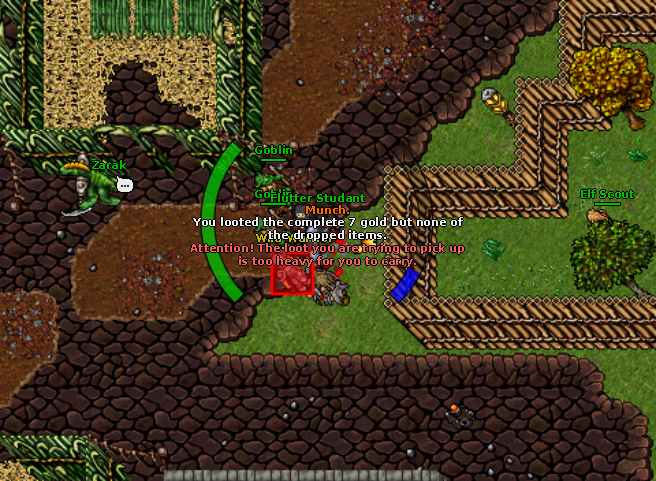 Goblin
Zarak
...
Flutter Studant
Elf Scout
Munch.
You looted the complete 7 gold but none of
the dropped items.
Attention! The loot you are trying to pick up
is too heavy for you to carry.